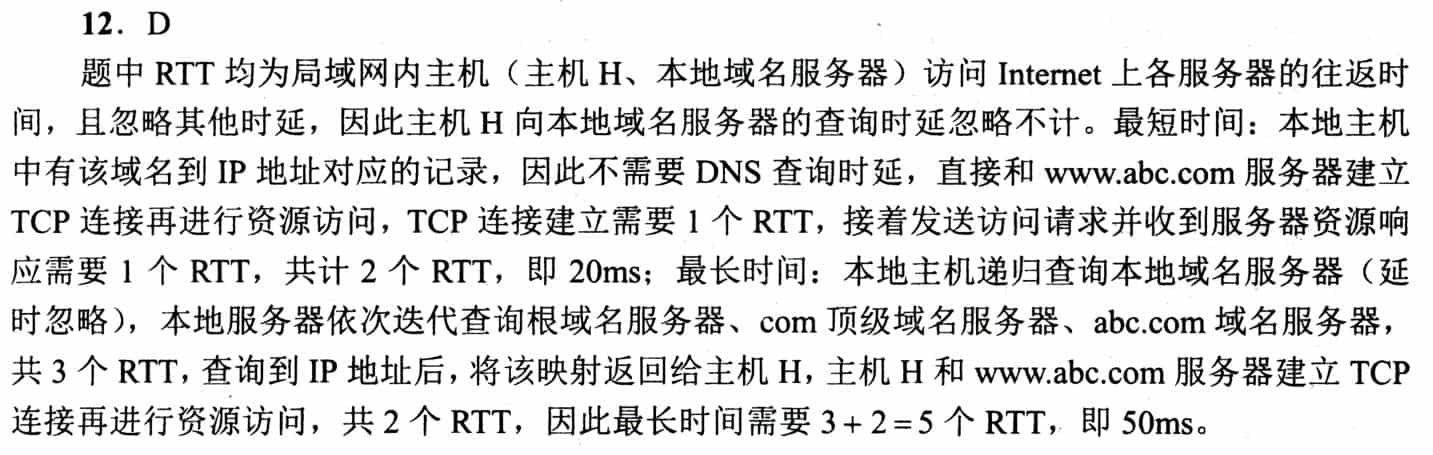 12．D
题中 RTT 均为局域网内主机（主机 H、本地域名服务器）访问 Internet 上各服务器的往返时
间，且忽略其他时延，因此主机 H 向本地域名服务器的查询时延忽略不计。最短时间：本地主机
中有该域名到 IP 地址对应的记录，因此不需要 DNS 查询时延，直接和 www.abc.com 服务器建立
TCP 连接再进行资源访问，TCP 连接建立需要 1 个 RTT，接着发送访问请求并收到服务器资源响
应需要 1 个 RTT，共计 2 个 RTT，即 20ms；最长时间：本地主机递归查询本地域名服务器（延
时忽略），本地服务器依次迭代查询根域名服务器、com 顶级域名服务器、abc.com 域名服务器，
共 3 个 RTT，查询到 IP 地址后，将该映射返回给主机 H，主机 H 和 www.abc.com 服务器建立 TCP
连接再进行资源访问，共 2 个 RTT，因此最长时间需要 3 + 2 = 5 个 RTT，即 50ms。